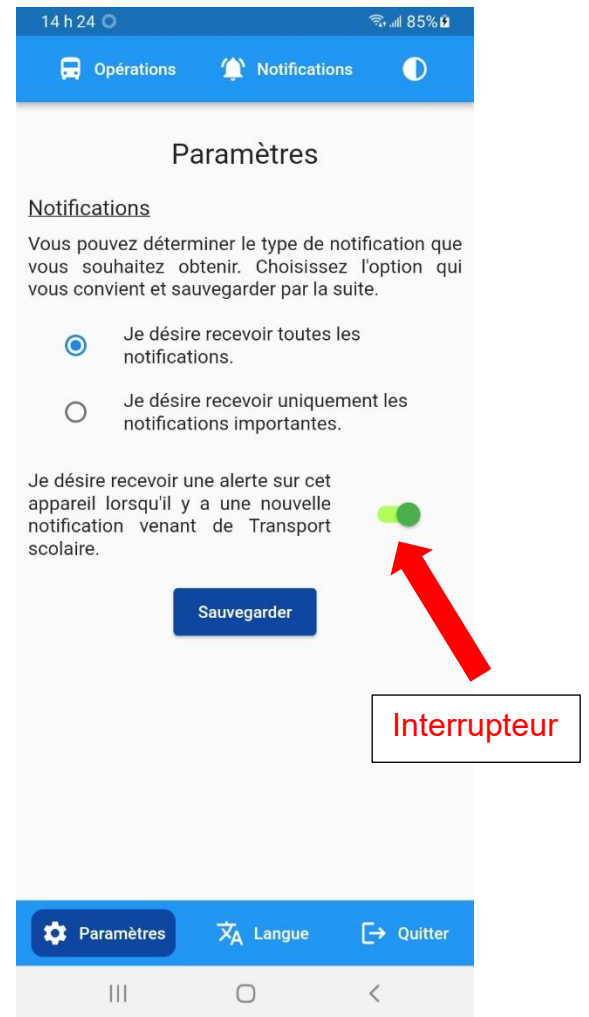 14 h 24 85%
Opérations Notifications
Paramètres
Notifications
Vous pouvez déterminer le type de notification que
vous souhaitez obtenir. Choisissez l'option qui
vous convient et sauvegarder par la suite.
Je désire recevoir toutes les
notifications.
Je désire recevoir uniquement les
notifications importantes.
Je désire recevoir une alerte sur cet
appareil lorsqu'il y a une nouvelle
notification venant de Transport
scolaire.
Sauvegarder
Interrupteur
Paramètres Langue Quitter